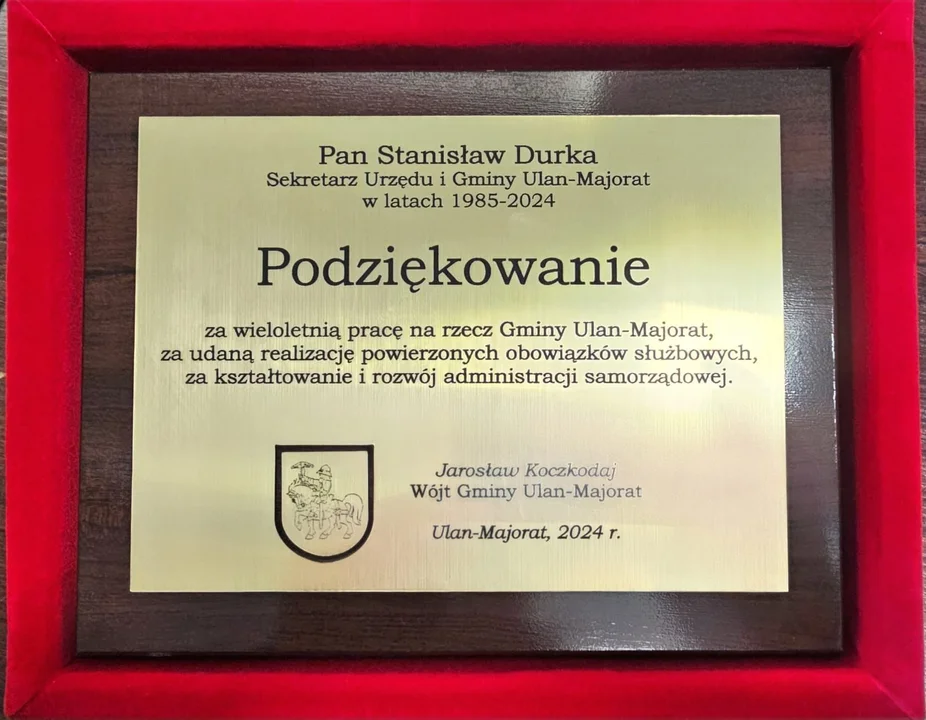 Pan Stanisław Durka
Sekretarz Urzędu i Gminy Ulan-Majorat
w latach 1985-2024
Podziękowanie
za wieloletnią pracę na rzecz Gminy Ulan-Majorat,
za udaną realizację powierzonych obowiązków służbowych,
za kształtowanie i rozwój administracji samorządowej.
Jarosław Koczkodaj
Wójt Gminy Ulan-Majorat
Ulan-Majorat, 2024 r.